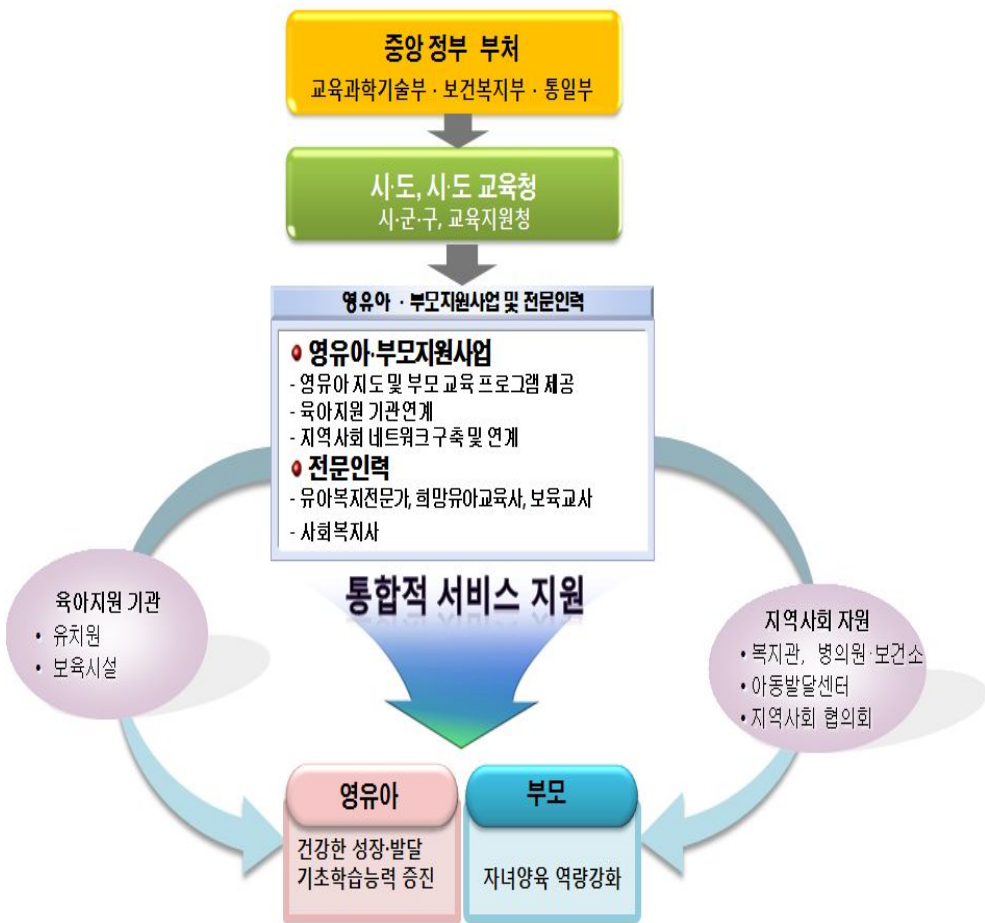 중앙 정부 부처
교육과학기술부 · 보건복지부 · 통일부
시·도, 시·도 교육청
시·군·구, 교육지원청
영유아 · 부모지원사업 및 전문인력
영유아·부모지원사업
- 영유아 지도 및 부모 교육 프로그램 제공
- 육아지원 기관연계
- 지역사회 네트워크 구축 및 연계
전문인력
- 유아복지전문가, 희망유아교육사, 보육교사
- 사회복지사
통합적 서비스 지원
육아지원 기관
• 유치원
• 보육시설
지역사회 자원
• 복지관, 병의원·보건소
• 아동발달센터
• 지역사회 협의회
영유아
건강한 성장·발달
기초학습능력 증진
부모
자녀양육 역량강화